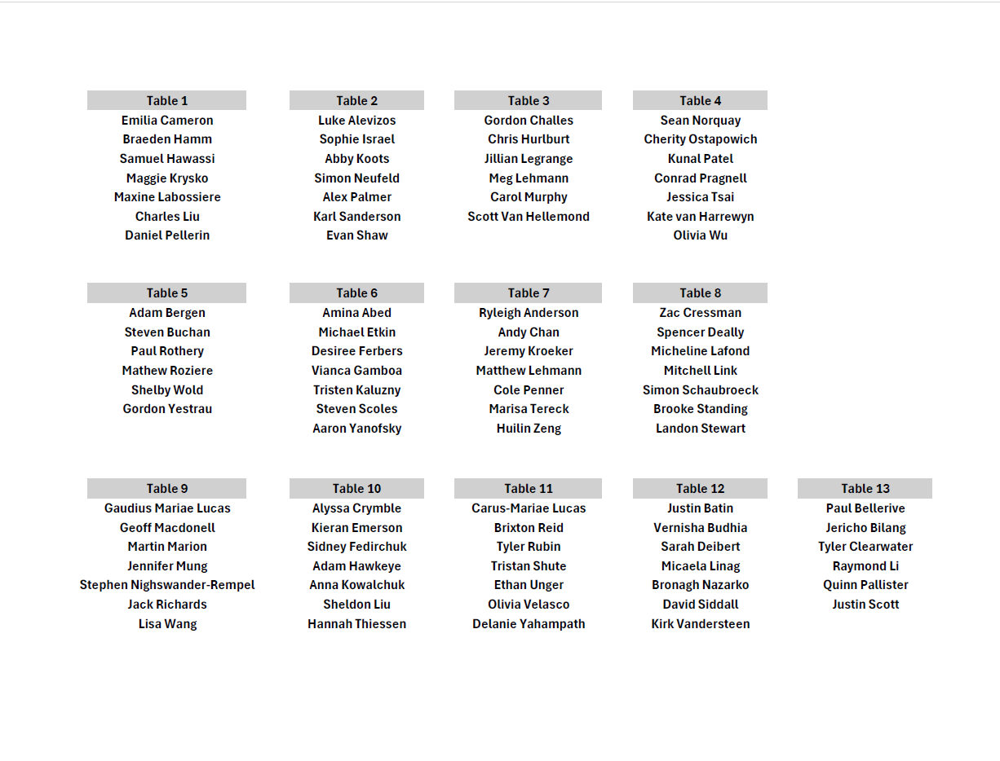 Table 1
Emilia Cameron
Braeden Hamm
Samuel Hawassi
Maggie Krysko
Maxine Labossiere
Charles Liu
Daniel Pellerin
Table 2
Luke Alevizos
Sophie Israel
Abby Koots
Simon Neufeld
Alex Palmer
Karl Sanderson
Evan Shaw
Table 3
Gordon Challes
Chris Hurlburt
Jillian Legrange
Meg Lehmann
Carol Murphy
Scott Van Hellemond
Table 4
Sean Norquay
Cherity Ostapowich
Kunal Patel
Conrad Pragnell
Jessica Tsai
Kate van Harrewyn
Olivia Wu
Table 5
Adam Bergen
Steven Buchan
Paul Rothery
Mathew Roziere
Shelby Wold
Gordon Yestrau
Table 6
Amina Abed
Michael Etkin
Desiree Ferbers
Vianca Gamboa
Tristen Kaluzny
Steven Scoles
Aaron Yanofsky
Table 7
Ryleigh Anderson
Andy Chan
Jeremy Kroeker
Matthew Lehmann
Cole Penner
Marisa Tereck
Huilin Zeng
Table 8
Zac Cressman
Spencer Deally
Micheline Lafond
Mitchell Link
Simon Schaubroeck
Brooke Standing
Landon Stewart
Table 9
Gaudius Mariae Lucas
Geoff Macdonell
Martin Marion
Jennifer Mung
Stephen Nighswander-Rempel
Jack Richards
Lisa Wang
Table 10
Alyssa Crymble
Kieran Emerson
Sidney Fedirchuk
Adam Hawkeye
Anna Kowalchuk
Sheldon Liu
Hannah Thiessen
Table 11
Carus-Mariae Lucas
Brixton Reid
Tyler Rubin
Tristan Shute
Ethan Unger
Olivia Velasco
Delanie Yahampath
Table 12
Justin Batin
Vernisha Budhia
Sarah Deibert
Micaela Linag
Bronagh Nazarko
David Siddall
Kirk Vandersteen
Table 13
Paul Bellerive
Jericho Bilang
Tyler Clearwater
Raymond Li
Quinn Pallister
Justin Scott